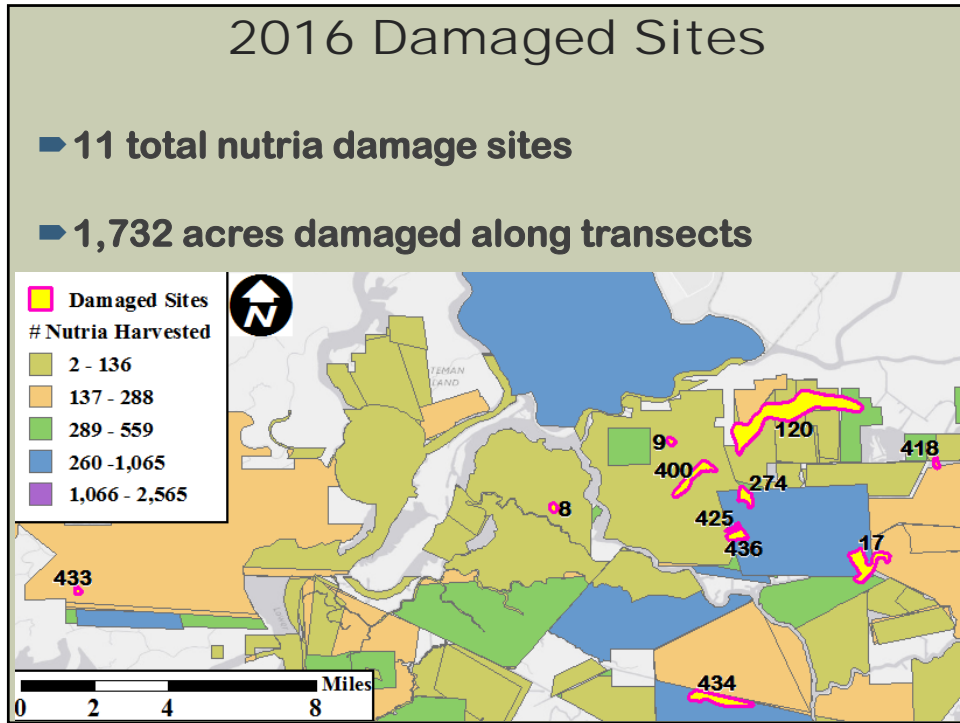 2016 Damaged Sites
11 total nutria damage sites
1,732 acres damaged along transects
Damaged Sites
# Nutria Harvested
2 - 136
137 - 288
289 - 559
260 -1,065
1,066 - 2,565
N
TEMAN
LAND
120
9
418
400
274
8
425
436
17
433
434
Miles
0 2 4 8